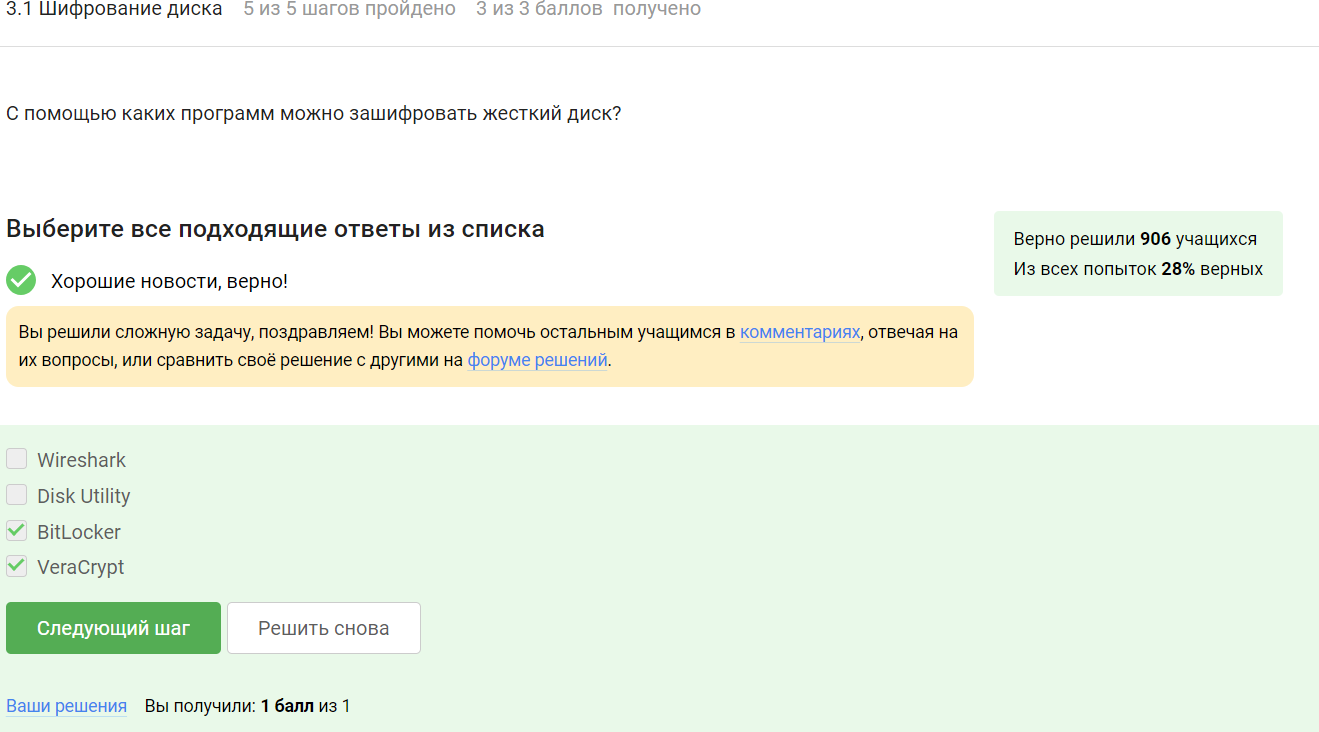 3.1 Шифрование диска 5 из 5 шагов пройдено 3 из 3 баллов получено
С помощью каких программ можно зашифровать жесткий диск?
Выберите все подходящие ответы из списка
Верно решили 906 учащихся
Из всех попыток 28% верных
Хорошие новости, верно!
Вы решили сложную задачу, поздравляем! Вы можете помочь остальным учащимся в комментариях, отвечая на
их вопросы, или сравнить своё решение с другими на форуме решений.
Wireshark
Disk Utility
BitLocker
VeraCrypt
Следующий шаг
Решить снова
Ваши решения Вы получили: 1 балл из 1